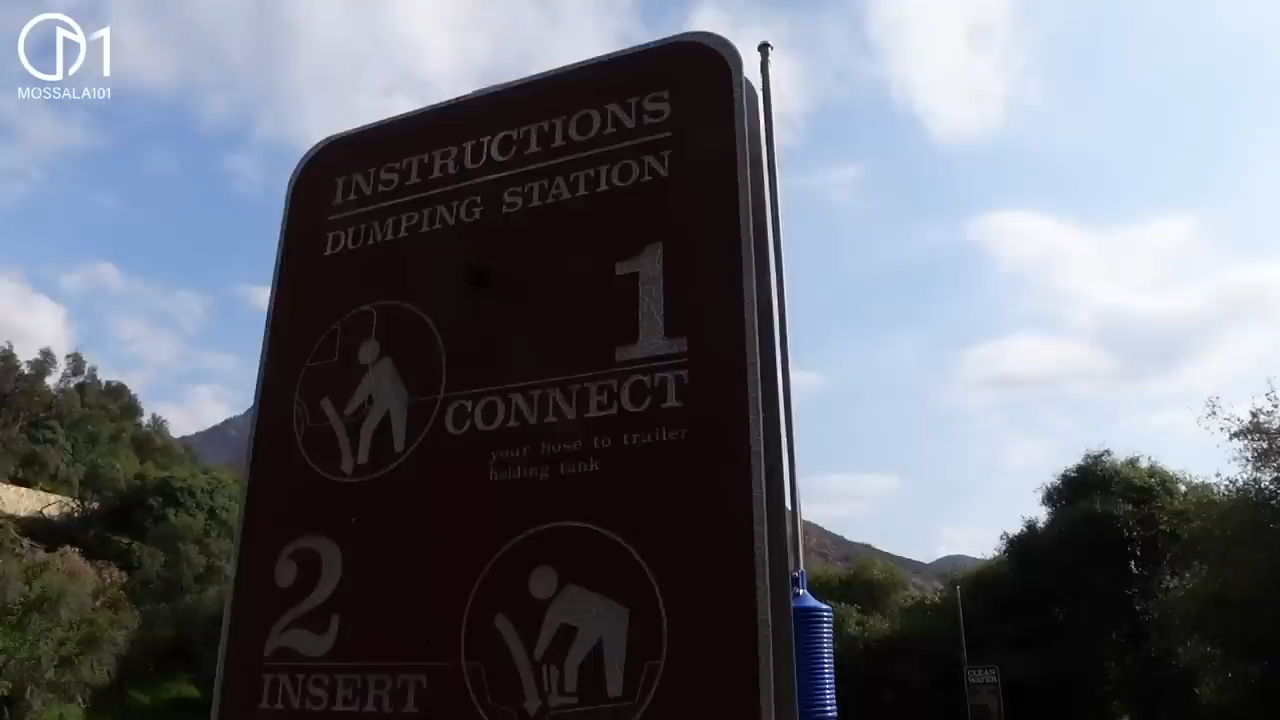 MOSSALA101
INSTRUCTIONS
DUMPING STATION
1
CONNECT
your hose to trailer
holding tank
2
INSERT
CLEAN
WATER